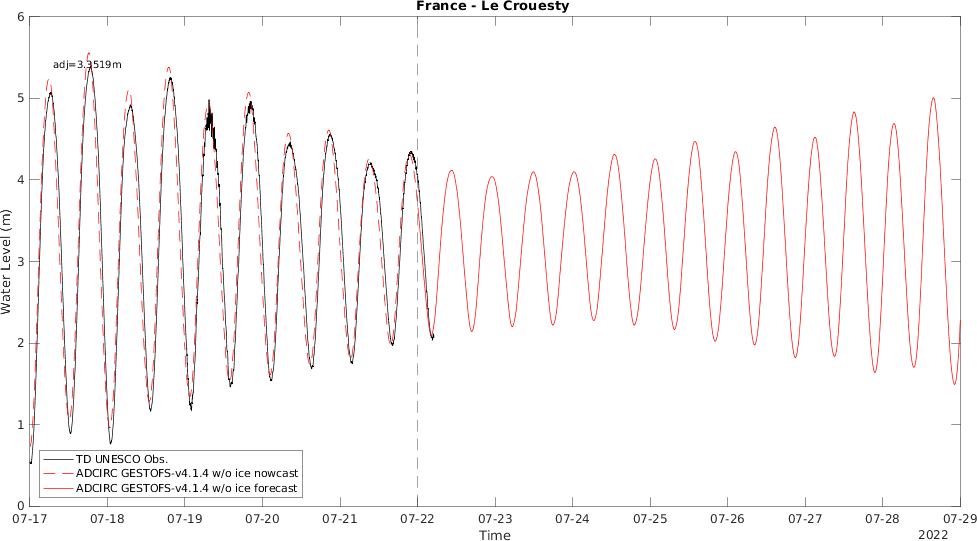 France - Le Crouesty
adj=3.3519m
Water Level (m)
6
5
4
3
2
1
0
TD UNESCO Obs.
ADCIRC GESTOFS-v4.1.4 w/o ice nowcast
ADCIRC GESTOFS-v4.1.4 w/o ice forecast
07-17 07-18 07-19 07-20 07-21 07-22 07-23 07-24 07-25 07-26 07-27 07-28 07-29
Time
2022